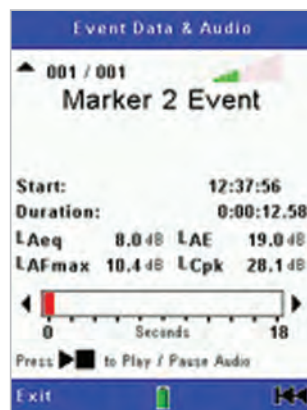 Event Data & Audio
001 / 001
Marker 2 Event
Start: 12:37:56
Duration: 0:00:12.58
LAeq 8.0 dB LAE 19.0 dB
LAFmax 10.4 dB LCpk 28.1 dB
0 Seconds 18
Press to Play / Pause Audio
Exit